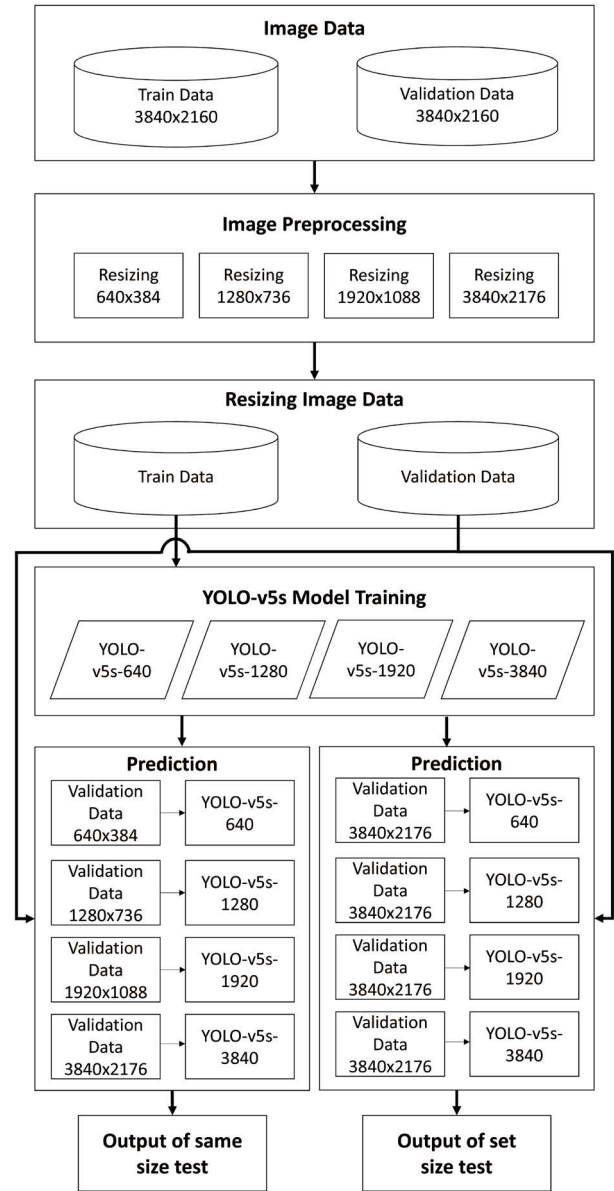 Image Data
Train Data
3840x2160
Validation Data
3840x2160
Image Preprocessing
Resizing
640x384
Resizing
1280x736
Resizing
1920x1088
Resizing
3840x2176
Resizing Image Data
Train Data
Validation Data
YOLO-v5s Model Training
YOLO-
v5s-640
YOLO-
v5s-1280
YOLO-
v5s-1920
YOLO-
v5s-3840
Prediction
Validation
Data
640x384
YOLO-v5s-
640
Validation
Data
1280x736
YOLO-v5s-
1280
Validation
Data
1920x1088
YOLO-v5s-
1920
Validation
Data
3840x2176
YOLO-v5s-
3840
Prediction
Validation
Data
3840x2176
YOLO-v5s-
640
Validation
Data
3840x2176
YOLO-v5s-
1280
Validation
Data
3840x2176
YOLO-v5s-
1920
Validation
Data
3840x2176
YOLO-v5s-
3840
Output of same
size test
Output of set
size test